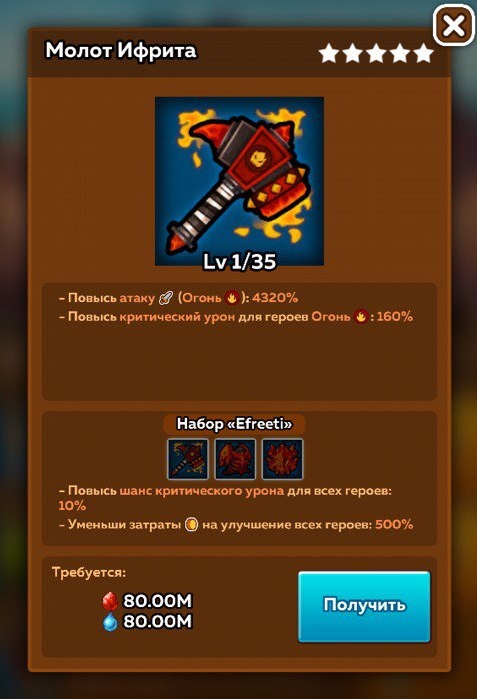 Молот Ифрита
Lv 1/35
- Повысь атаку (Огонь): 4320%
- Повысь критический урон для героев Огонь : 160%
Набор «Efreeti»
- Повысь шанс критического урона для всех героев:
10%
- Уменьши затраты на улучшение всех героев: 500%
Требуется:
80.00M
80.00M
Получить